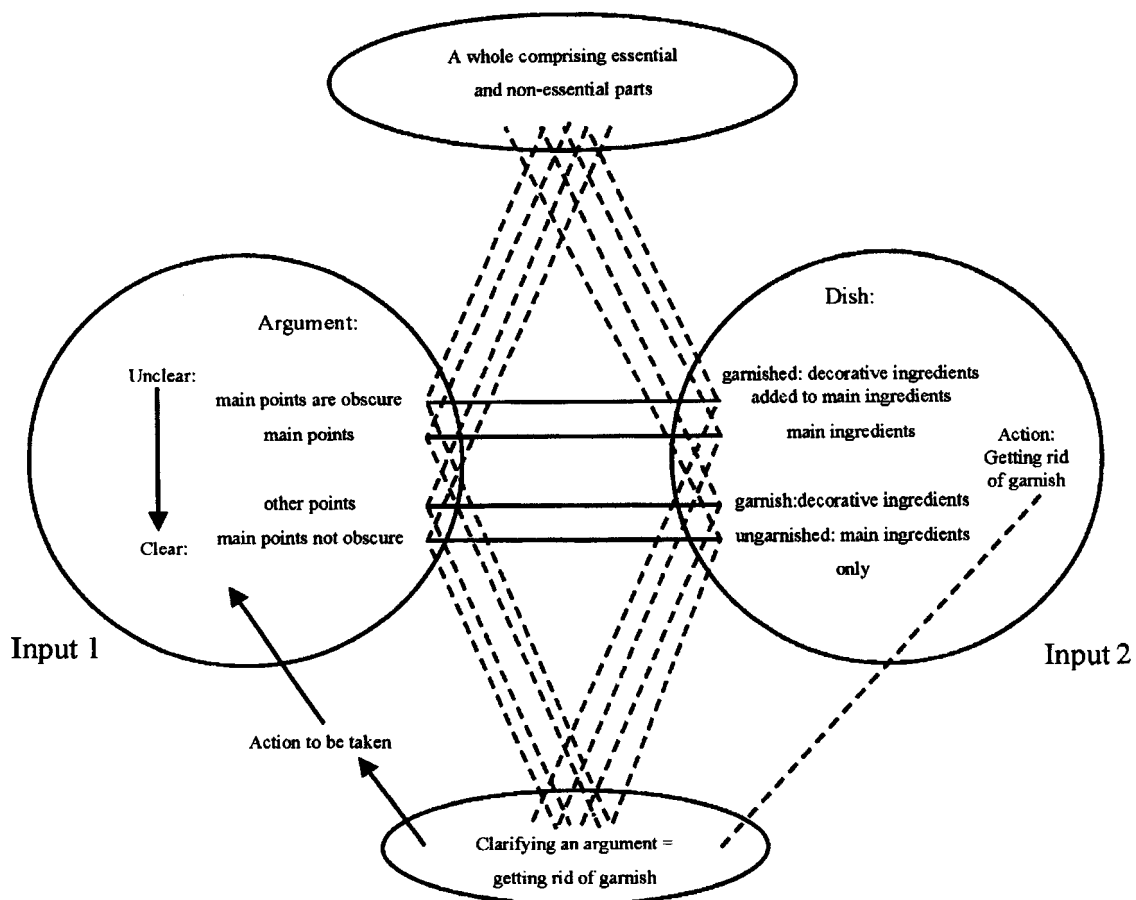 A whole comprising essential
and non-essential parts
Argument:
Unclear:
main points are obscure
main points
other points
Clear:
main points not obscure
Input 1
Dish:
garnished: decorative ingredients
added to main ingredients
main ingredients
Action:
Getting rid
of garnish
garnish:decorative ingredients
ungarnished: main ingredients
only
Input 2
Action to be taken
Clarifying an argument =
getting rid of garnish